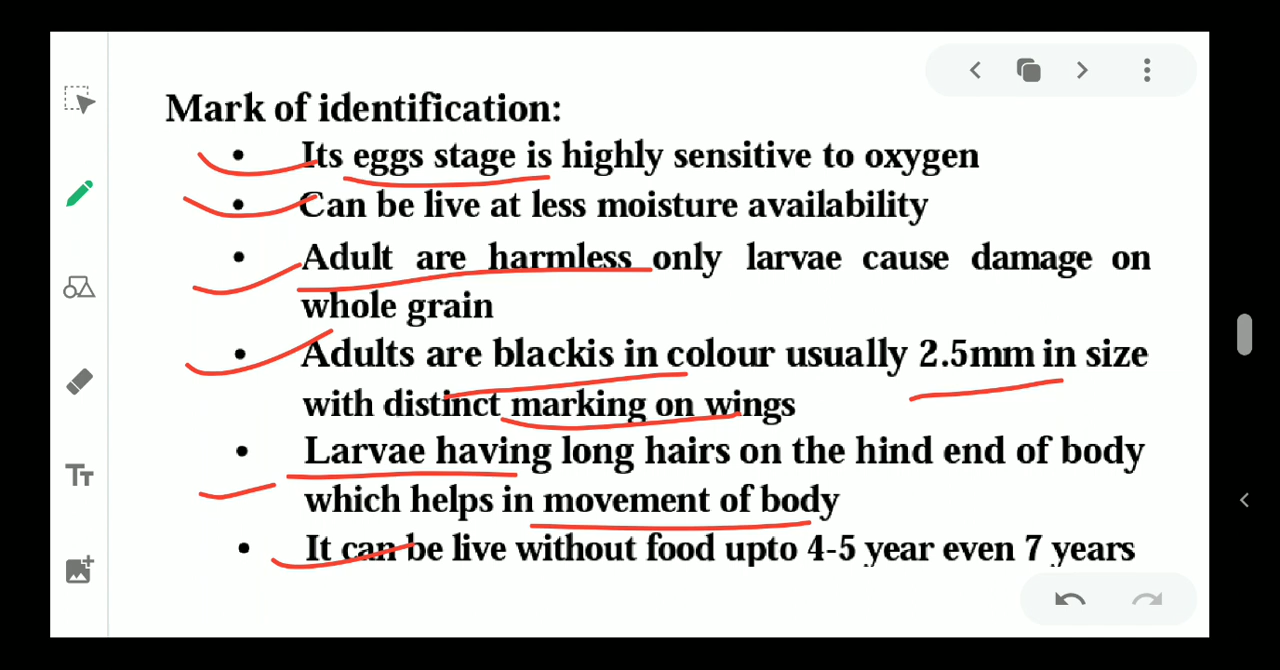 Mark of identification:
• Its eggs stage is highly sensitive to oxygen
• Can be live at less moisture availability
• Adult are harmless only larvae cause damage on
whole grain
• Adults are blackis in colour usually 2.5mm in size
with distinct marking on wings
• Larvae having long hairs on the hind end of body
which helps in movement of body
• It can be live without food upto 4-5 year even 7 years
Tт